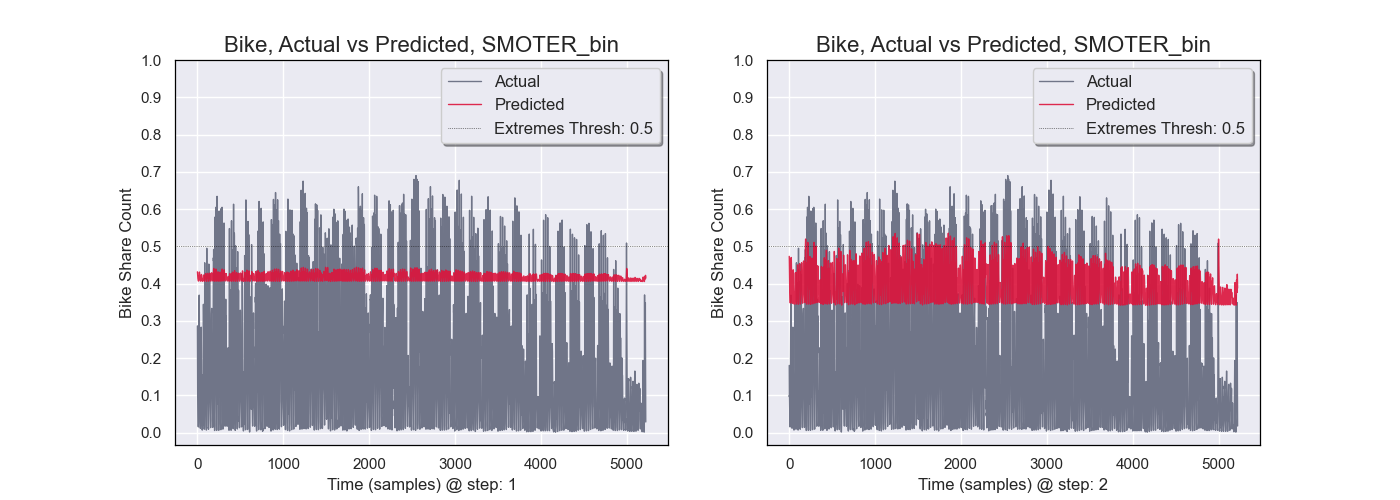 Bike, Actual vs Predicted, SMOTER_bin
Actual
Predicted
Extremes Thresh: 0.5
1.0
0.9
0.8
0.7
0.6
0.5
0.4
0.3
0.2
0.1
0.0
Bike Share Count
0 1000 2000 3000 4000 5000
Time (samples) @ step: 1
Bike, Actual vs Predicted, SMOTER_bin
Actual
Predicted
Extremes Thresh: 0.5
1.0
0.9
0.8
0.7
0.6
0.5
0.4
0.3
0.2
0.1
0.0
Bike Share Count
0 1000 2000 3000 4000 5000
Time (samples) @ step: 2